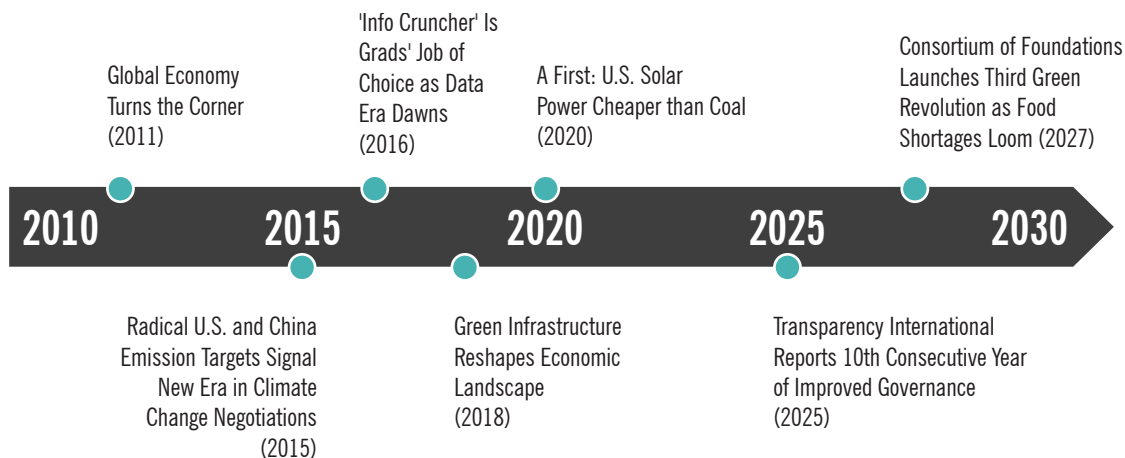 'Info Cruncher' Is
Grads' Job of
Choice as Data
Era Dawns
(2016)
Global Economy
Turns the Corner
(2011)
A First: U.S. Solar
Power Cheaper than Coal
(2020)
Consortium of Foundations
Launches Third Green
Revolution as Food
Shortages Loom (2027)
2010 2015 2020 2025 2030
Radical U.S. and China
Emission Targets Signal
New Era in Climate
Change Negotiations
(2015)
Green Infrastructure
Reshapes Economic
Landscape
(2018)
Transparency International
Reports 10th Consecutive Year
of Improved Governance
(2025)